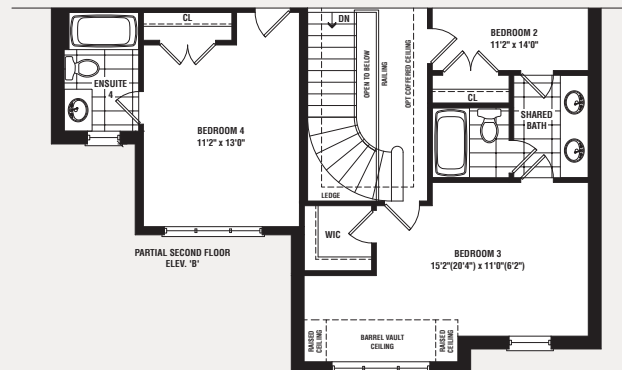 CL
ENSUITE
4
BEDROOM 4
11'2" x 13'0"
DN
OPEN TO BELOW
RAILING
OPT COFFERED CEILING
LEDGE
BEDROOM 2
11'2" x 14'0"
CL
SHARED
BATH
WIC
BEDROOM 3
15'2"(20'4") x 11'0"(6'2")
PARTIAL SECOND FLOOR
ELEV. 'B'
RAISED
CEILING
BARREL VAULT
CEILING
RAISED
CEILING